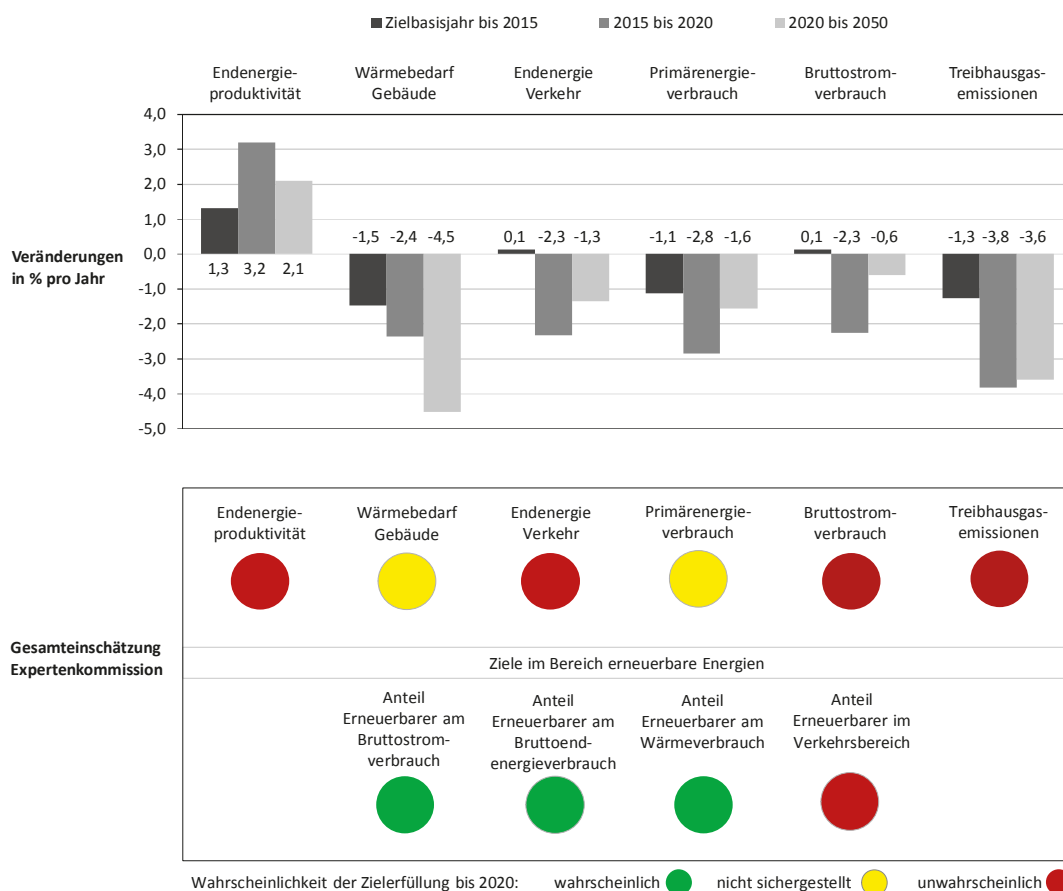 Zielbasisjahr bis 2015 2015 bis 2020 2020 bis 2050
Endenergie- Wärmebedarf Endenergie Primärenergie- Bruttostrom- Treibhausgas-
produktivität Gebäude Verkehr verbrauch verbrauch emissionen
4,0
3,0
2,0
1,0
-1,5 -2,4 -4,5 0,1 -2,3 -1,3 -1,1 -2,8 -1,6 0,1 -2,3 -0,6 -1,3 -3,8 -3,6
Veränderungen
in % pro Jahr
0,0
1,3 3,2 2,1
-1,0
-2,0
-3,0
-4,0
-5,0
Endenergie- Wärmebedarf Endenergie Primärenergie- Bruttostrom- Treibhausgas-
produktivität Gebäude Verkehr verbrauch verbrauch emissionen
Gesamteinschätzung
Expertenkommission
Ziele im Bereich erneuerbare Energien
Anteil
Erneuerbarer am
Bruttostrom-
verbrauch
Anteil
Erneuerbarer am
Bruttoend-
energieverbrauch
Anteil
Erneuerbarer am
Wärmeverbrauch
Anteil
Erneuerbarer im
Verkehrsbereich
Wahrscheinlichkeit der Zielerfüllung bis 2020: wahrscheinlich nicht sichergestellt unwahrscheinlich